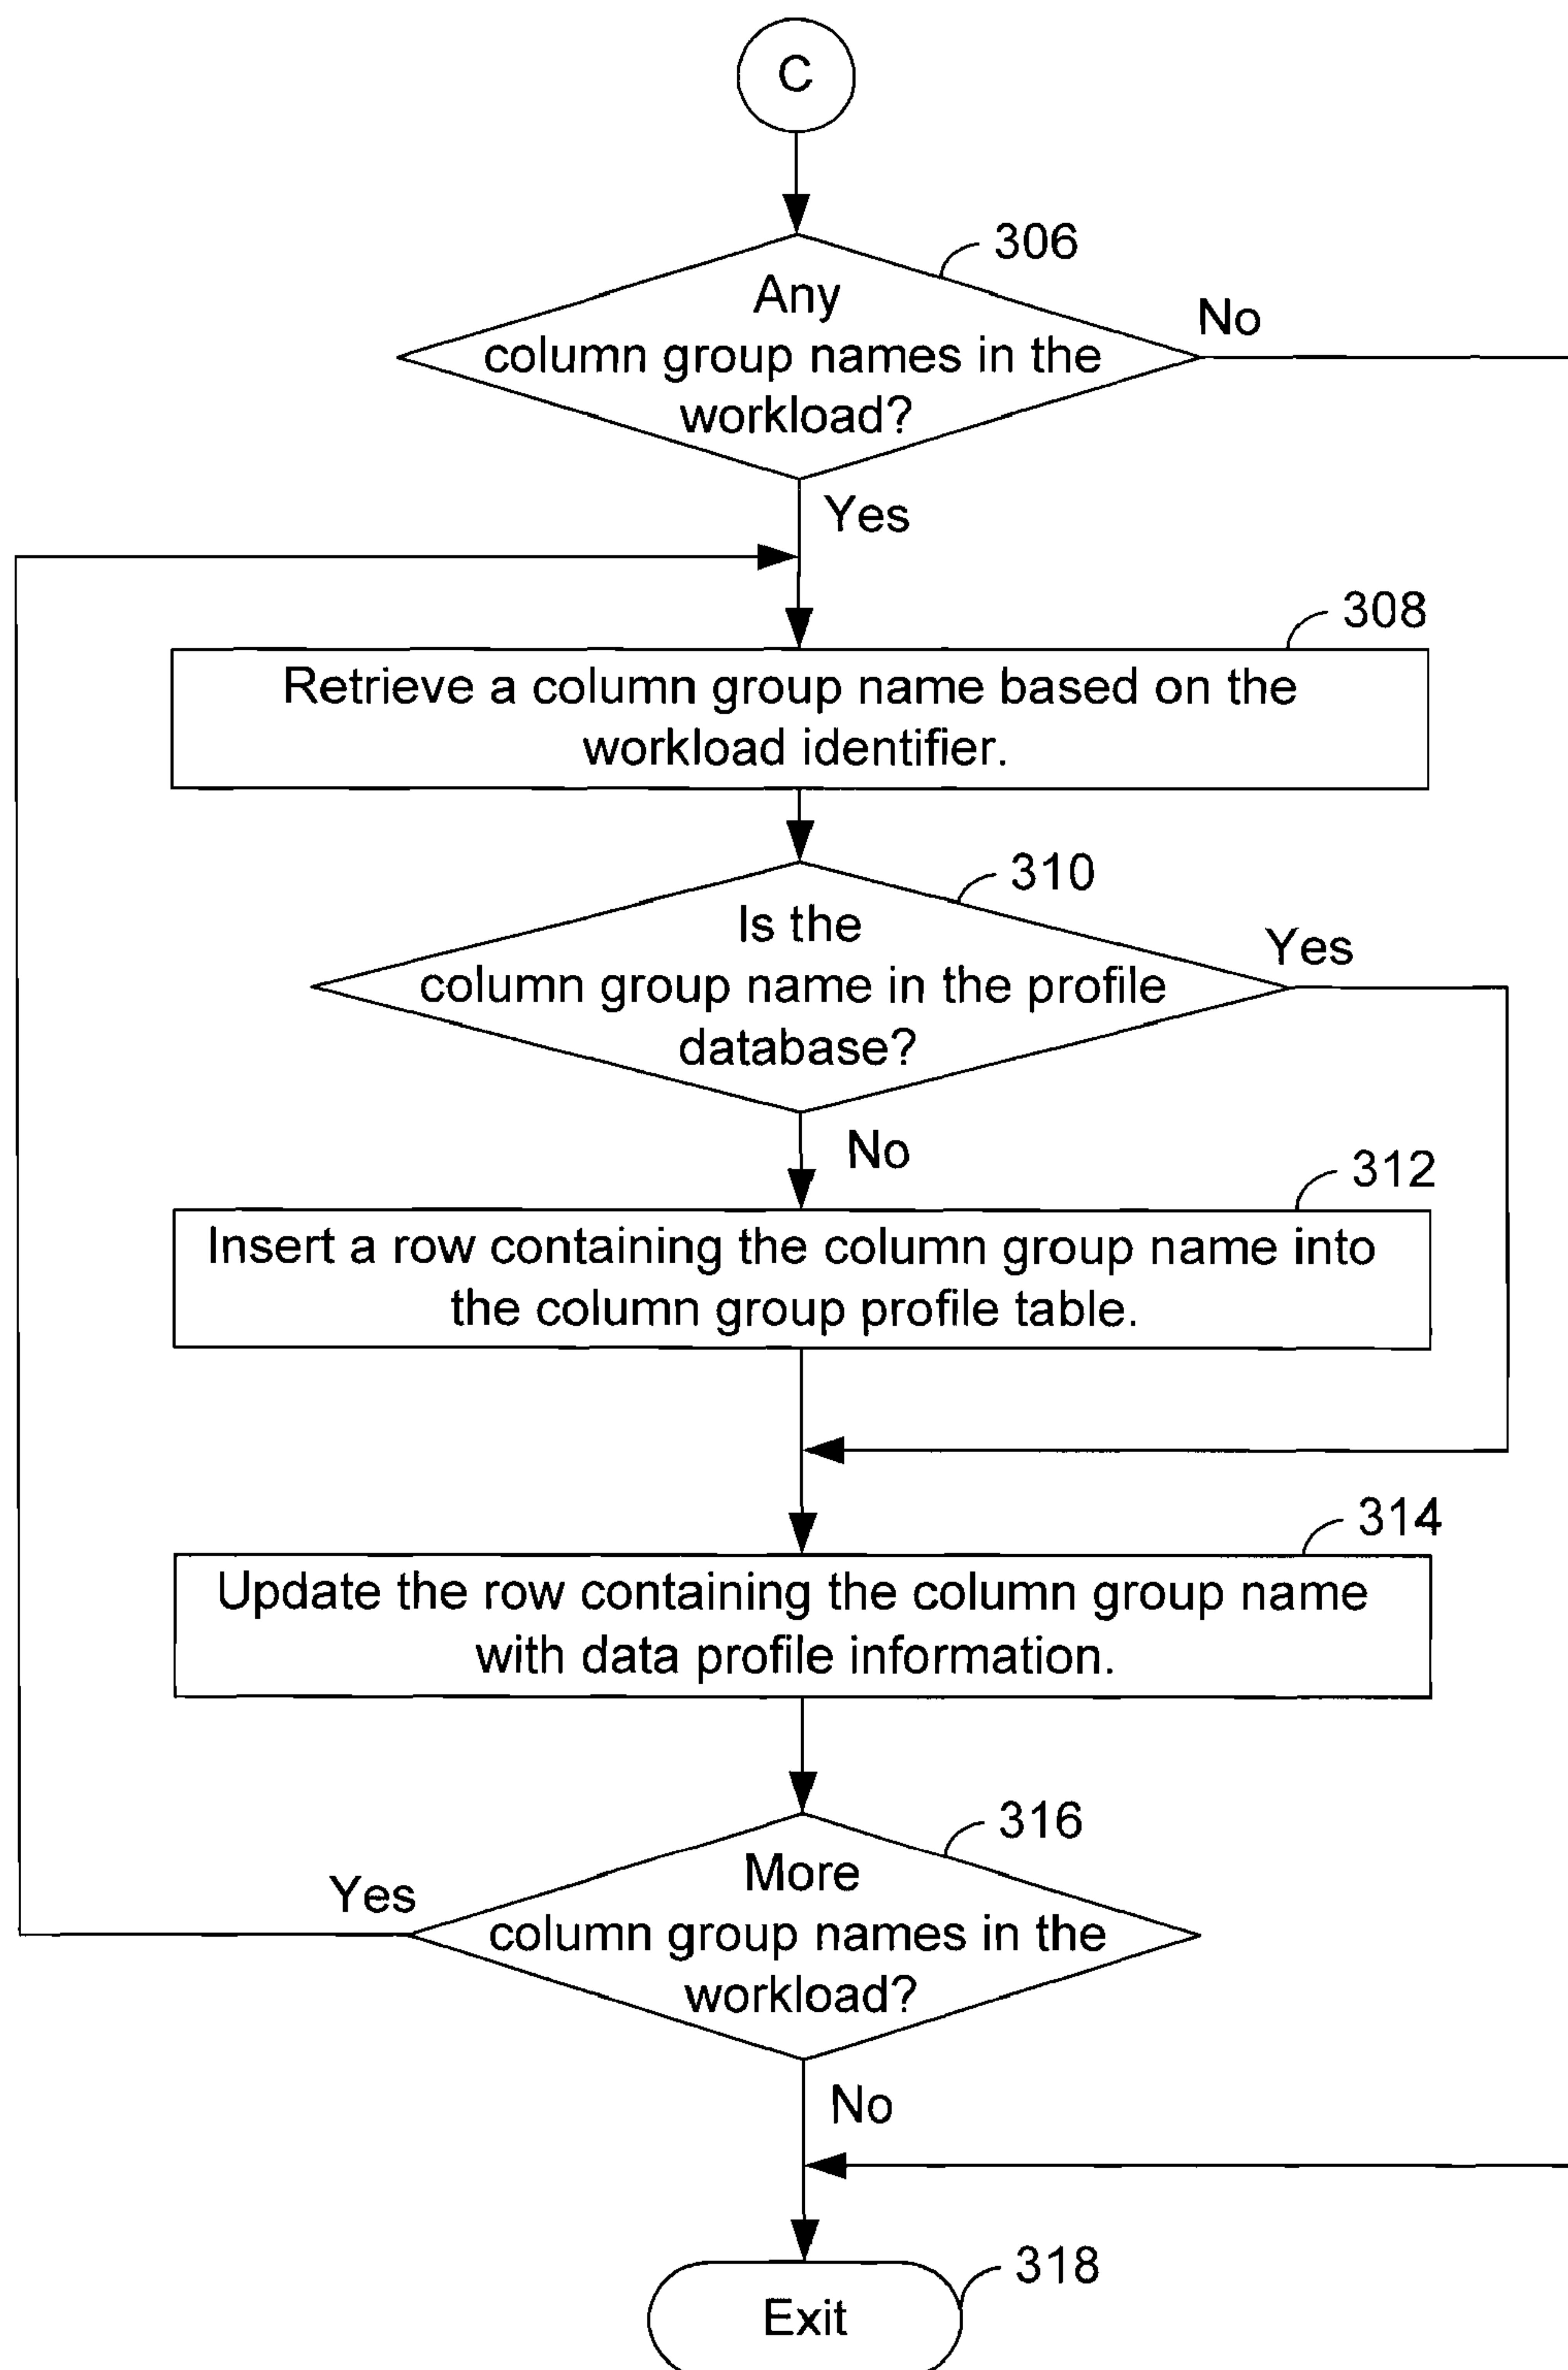 C
306
Any
column group names in the
workload?
No
Yes
308
Retrieve a column group name based on the
workload identifier.
310
Is the
column group name in the profile
database?
Yes
No
312
Insert a row containing the column group name into
the column group profile table.
314
Update the row containing the column group name
with data profile information.
316
More
column group names in the
workload?
Yes
No
318
Exit